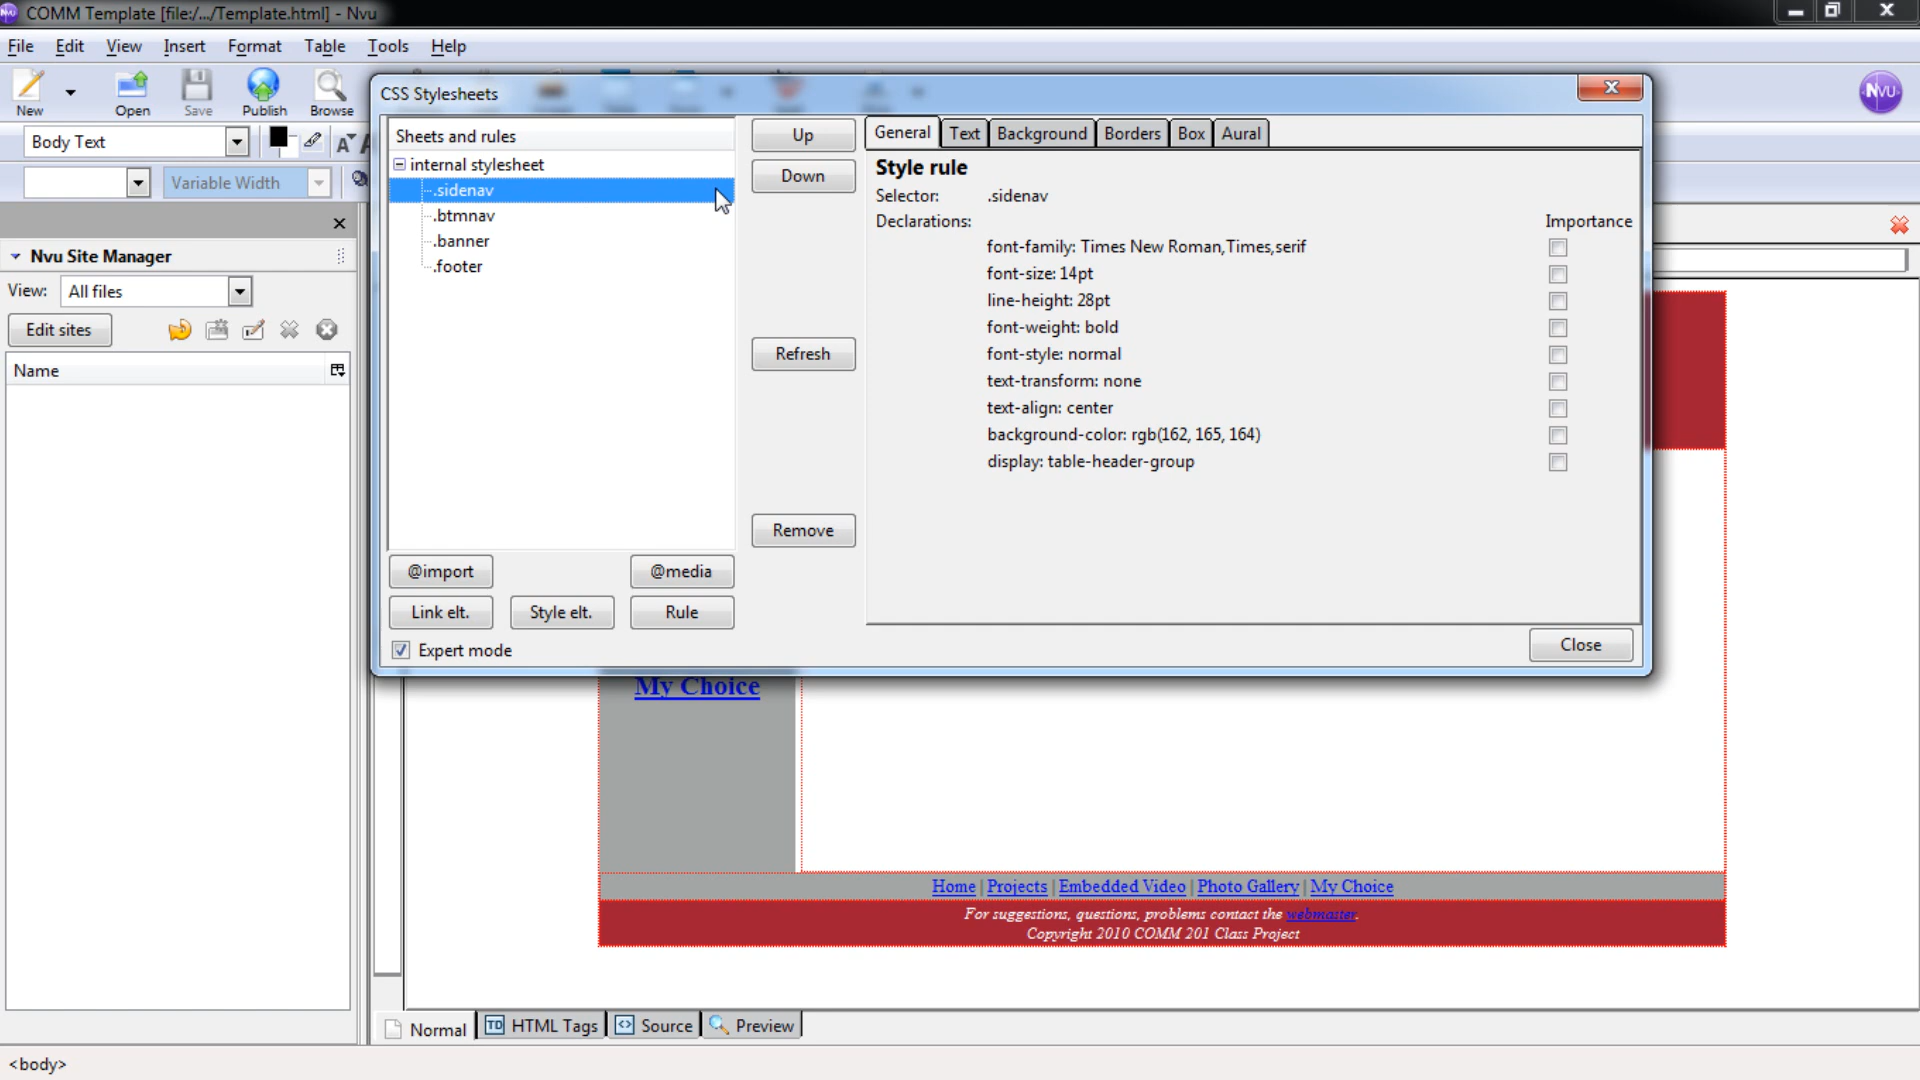 COMM Template [file:/.../Template.html] - Nvu
File Edit View Insert Format Table Tools Help
New Open Save Publish Browse
Nvu
Body Text
Variable Width
Nvu Site Manager
View: All files
Edit sites
Name
CSS Stylesheets
Sheets and rules
internal stylesheet
.sidenav
.btmnav
.banner
.footer
Up
Down
Refresh
Remove
@import @media
Link elt. Style elt. Rule
Expert mode
General Text Background Borders Box Aural
Style rule
Selector: .sidenav
Declarations: Importance
font-family: Times New Roman,Times,serif
font-size: 14pt
line-height: 28pt
font-weight: bold
font-style: normal
text-transform: none
text-align: center
background-color: rgb(162, 165, 164)
display: table-header-group
Close
My Choice
Home | Projects | Embedded Video | Photo Gallery | My Choice
For suggestions, questions, problems contact the webmaster.
Copyright 2010 COMM 201 Class Project
Normal TD HTML Tags Source Preview
<body>